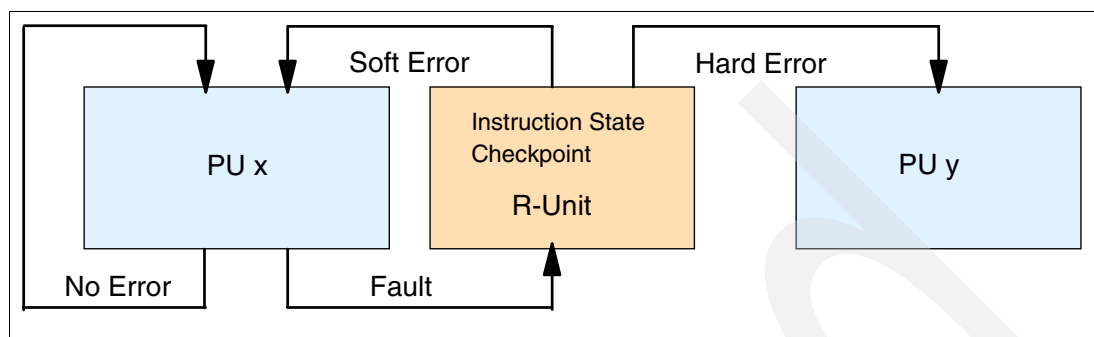 Soft Error
Hard Error
Instruction State
Checkpoint
PU x
R-Unit
PU y
No Error
Fault